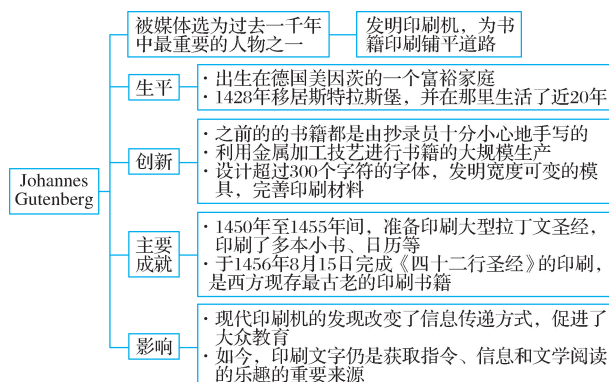 被媒体选为过去一千年
中最重要的人物之一
发明印刷机，为书
籍印刷铺平道路
生平
·出生在德国美因茨的一个富裕家庭
·1428年移居斯特拉斯堡，并在那里生活了近20年
Johannes
Gutenberg
创新
·之前的的书籍都是由抄录员十分小心地手写的
·利用金属加工技艺进行书籍的大规模生产
·设计超过300个字符的字体，发明宽度可变的模
具，完善印刷材料
主要
成就
·1450年至1455年间，准备印刷大型拉丁文圣经，
印刷了多本小书、日历等
·于1456年8月15日完成《四十二行圣经》的印刷，
是西方现存最古老的印刷书籍
影响
·现代印刷机的发现改变了信息传递方式，促进了
大众教育
·如今，印刷文字仍是获取指令、信息和文学阅读
的乐趣的重要来源